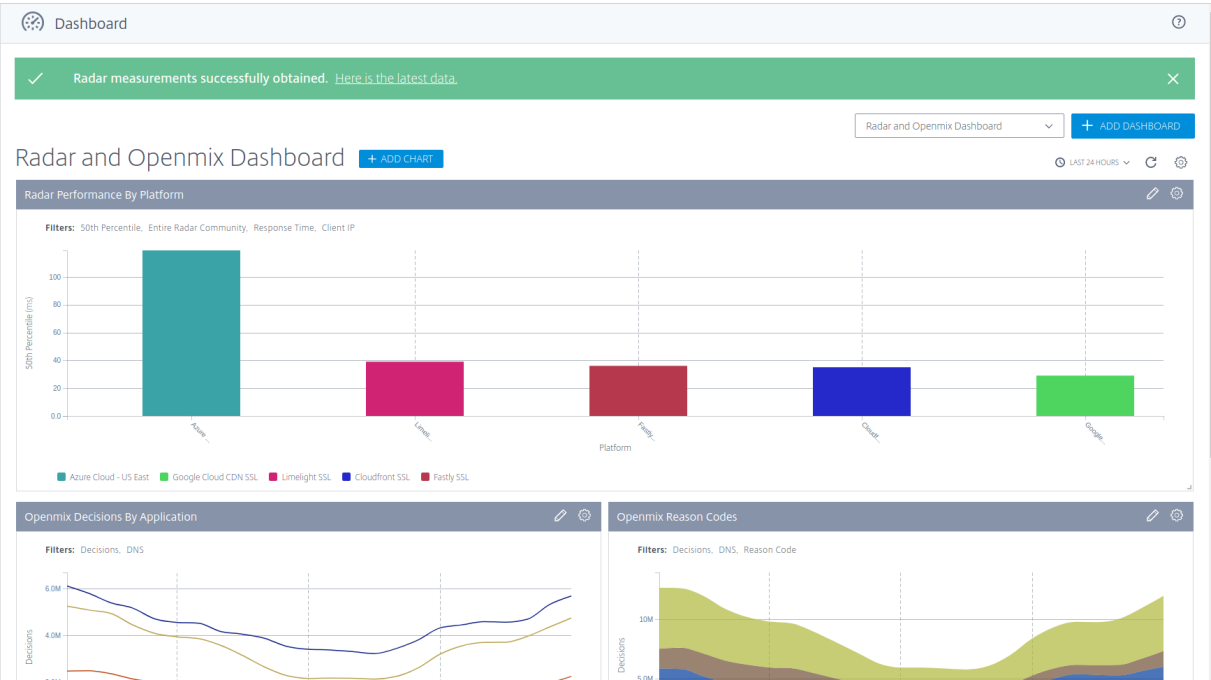 Dashboard
Radar measurements successfully obtained. Here is the latest data.
Radar and Openmix Dashboard
+ ADD DASHBOARD
Radar and Openmix Dashboard
+ ADD CHART
LAST 24 HOURS
Radar Performance By Platform
Filters: 50th Percentile, Entire Radar Community, Response Time, Client IP
50th Percentile (ms)
100
80
60
40
20
0.0
Azure ...
Limeli...
Fastly...
Cloudf...
Google...
Platform
Azure Cloud - US East Google Cloud CDN SSL Limelight SSL Cloudfront SSL Fastly SSL
Openmix Decisions By Application
Filters: Decisions, DNS
Decisions
6.0M
4.0M
Openmix Reason Codes
Filters: Decisions, DNS, Reason Code
Decisions
10M
5.0M